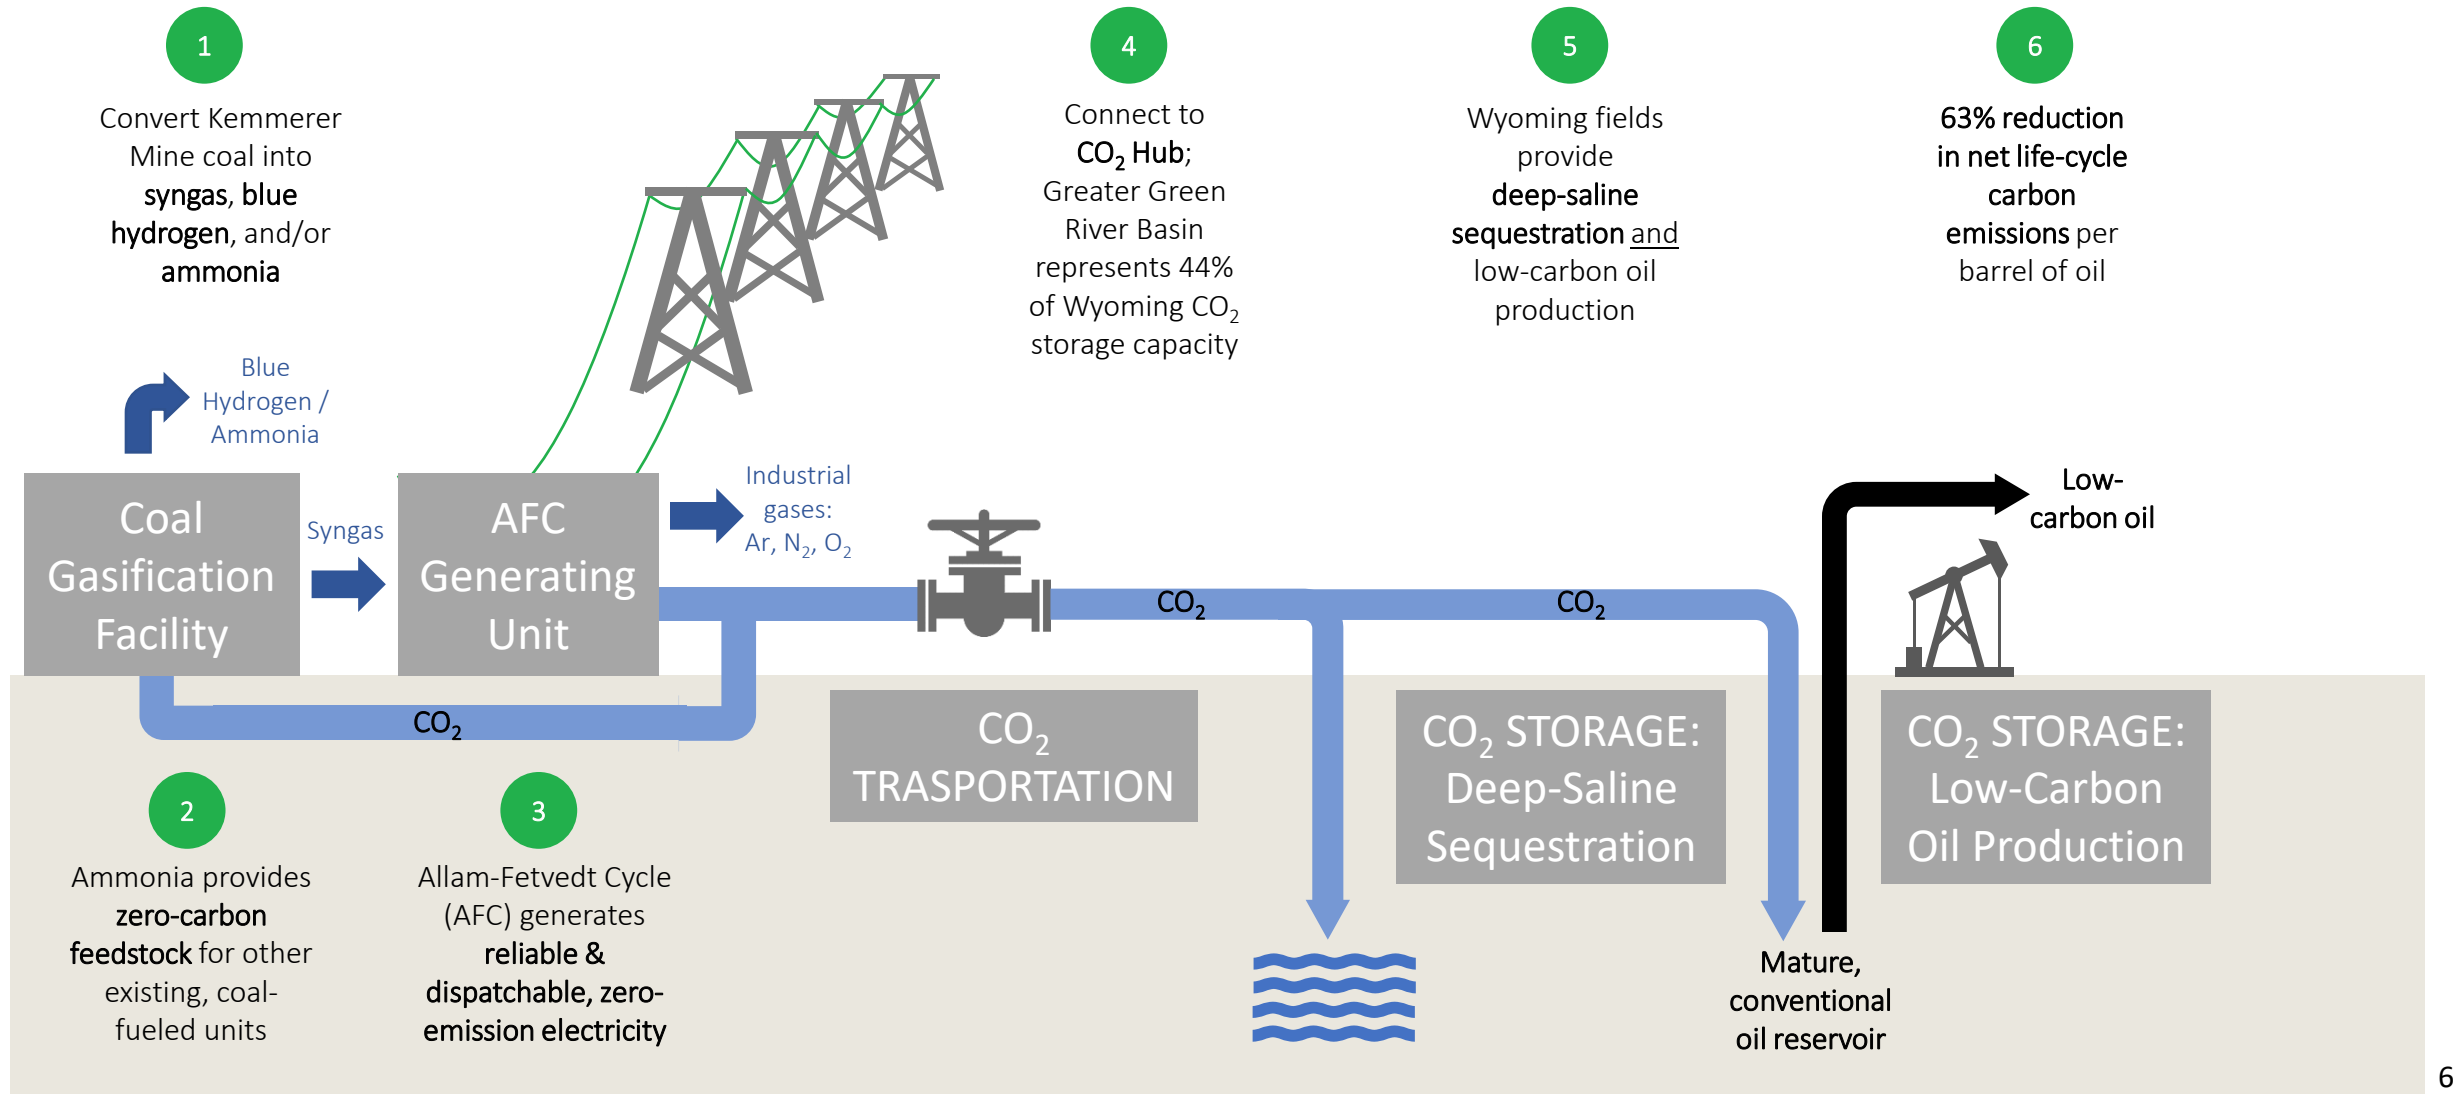 1
Convert Kemmerer
Mine coal into
syngas, blue
hydrogen, and/or
ammonia
4
Connect to
CO2 Hub;
Greater Green
River Basin
represents 44%
of Wyoming CO2
storage capacity
5
Wyoming fields
provide
deep-saline
sequestration and
low-carbon oil
production
6
63% reduction
in net life-cycle
carbon
emissions per
barrel of oil
Blue
Hydrogen /
Ammonia
Coal
Gasification
Facility
Syngas
AFC
Generating
Unit
Industrial
gases:
Ar, N2, O2
CO2
CO2
Low-
carbon oil
CO2
CO2
TRASPORTATION
CO2 STORAGE:
Deep-Saline
Sequestration
CO2 STORAGE:
Low-Carbon
Oil Production
2
Ammonia provides
zero-carbon
feedstock for other
existing, coal-
fueled units
3
Allam-Fetvedt Cycle
(AFC) generates
reliable &
dispatchable, zero-
emission electricity
Mature,
conventional
oil reservoir
6